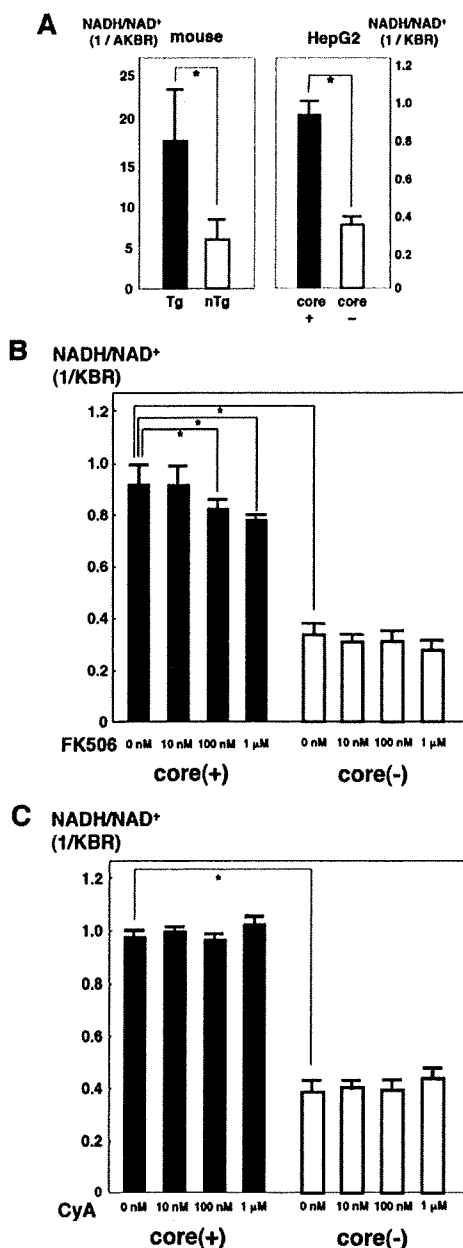 A
NADH/NAD⁺
(1 / AKBR)
mouse
HepG2
NADH/NAD⁺
(1 / KBR)
25
20
15
10
5
0
*
Tg
nTg
*
1.2
1.0
0.8
0.6
0.4
0.2
0
core
+
core
–
B
NADH/NAD⁺
(1/KBR)
1.2
1.0
0.8
0.6
0.4
0.2
0
*
*
*
FK506 0 nM 10 nM 100 nM 1 μM 0 nM 10 nM 100 nM 1 μM
core(+) core(-)
C
NADH/NAD⁺
(1/KBR)
1.2
1.0
0.8
0.6
0.4
0.2
0
*
CyA 0 nM 10 nM 100 nM 1 μM 0 nM 10 nM 100 nM 1 μM
core(+) core(-)